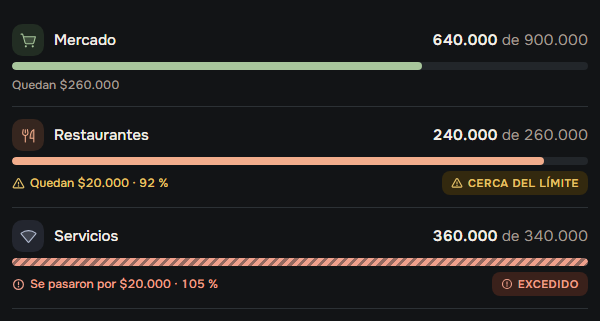 Mercado 640.000 de 900.000
Quedan $260.000
Restaurantes 240.000 de 260.000
Quedan $20.000 · 92 % CERCA DEL LÍMITE
Servicios 360.000 de 340.000
Se pasaron por $20.000 · 105 % EXCEDIDO